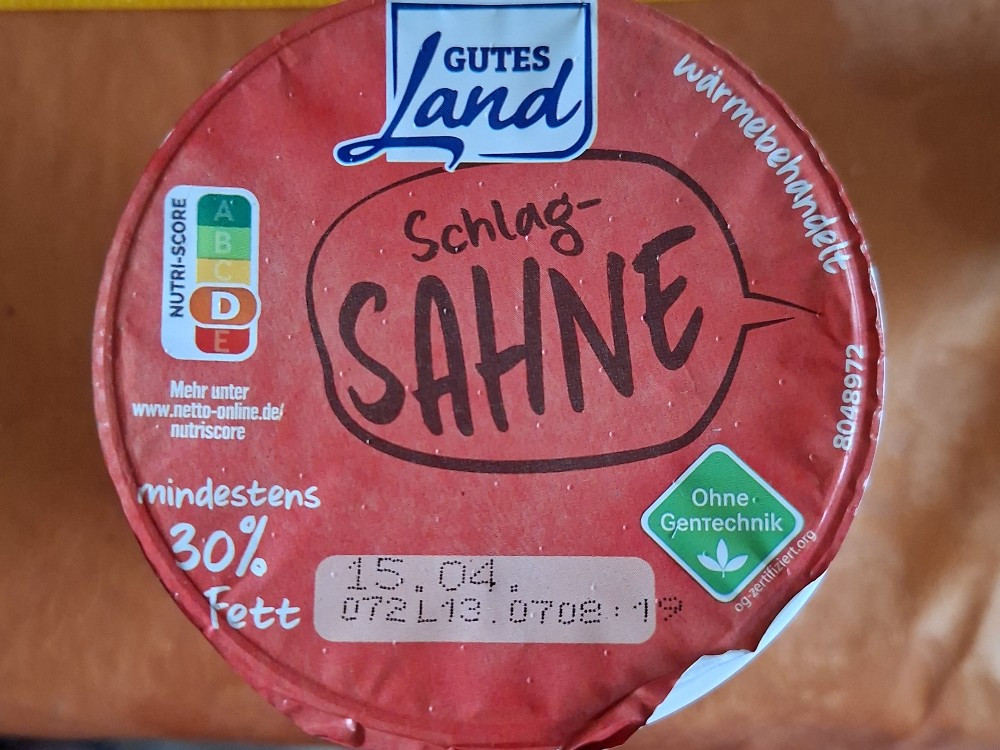 GUTES
Land
wärmebehandelt
Schlag-
SAHNE
NUTRI-SCORE
A
B
C
D
E
Mehr unter
www.netto-online.de/
nutriscore
8048972
mindestens
30%
Fett
Ohne
GenTechnik
og-zertifiziert.org
15.04.
072L13.0708:19